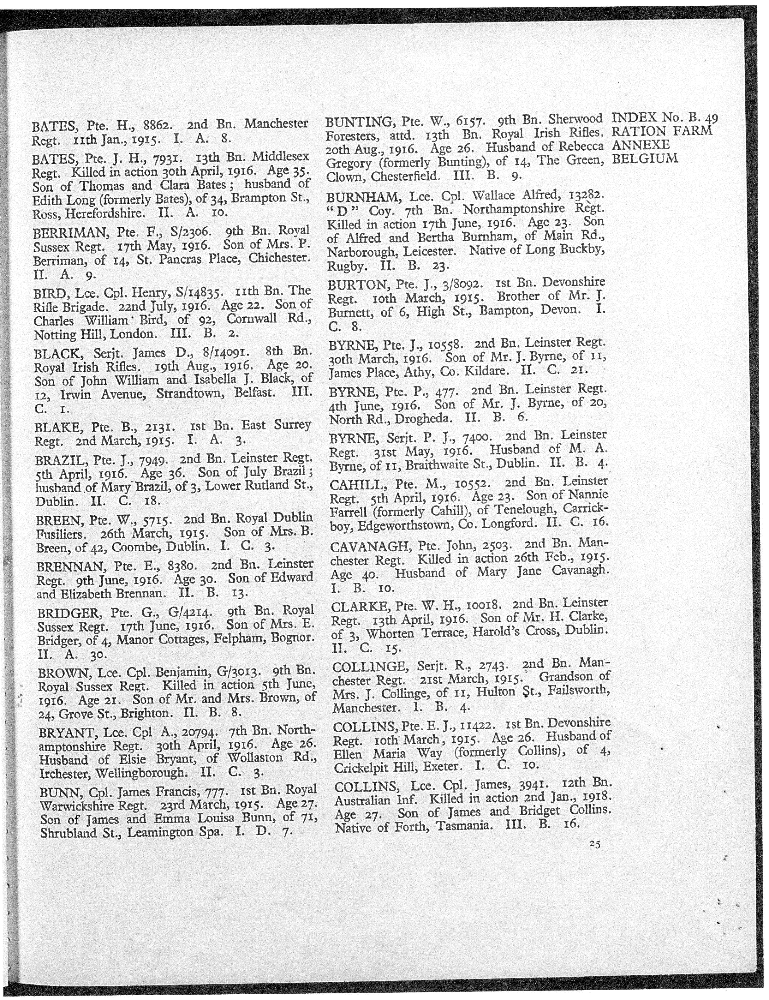 BATES, Pte. H., 8862. 2nd Bn. Manchester
Regt. 11th Jan., 1915. I. A. 8.
BATES, Pte. J. H., 7931. 13th Bn. Middlesex
Regt. Killed in action 30th April, 1916. Age 35.
Son of Thomas and Clara Bates; husband of
Edith Long (formerly Bates), of 34, Brampton St.,
Ross, Herefordshire. II. A. 10.
BERRIMAN, Pte. F., S/2306. 9th Bn. Royal
Sussex Regt. 17th May, 1916. Son of Mrs. P.
Berriman, of 14, St. Pancras Place, Chichester.
II. A. 9.
BIRD, Lce. Cpl. Henry, S/14835. 11th Bn. The
Rifle Brigade. 22nd July, 1916. Age 22. Son of
Charles William Bird, of 92, Cornwall Rd.,
Notting Hill, London. III. B. 2.
BLACK, Serjt. James D., 8/14091. 8th Bn.
Royal Irish Rifles. 19th Aug., 1916. Age 20.
Son of John William and Isabella J. Black, of
12, Irwin Avenue, Strandtown, Belfast. III.
C. 1.
BLAKE, Pte. B., 2131. 1st Bn. East Surrey
Regt. 2nd March, 1915. I. A. 3.
BRAZIL, Pte. J., 7949. 2nd Bn. Leinster Regt.
5th April, 1916. Age 36. Son of July Brazil;
husband of Mary Brazil, of 3, Lower Rutland St.,
Dublin. II. C. 18.
BREEN, Pte. W., 5715. 2nd Bn. Royal Dublin
Fusiliers. 26th March, 1915. Son of Mrs. B.
Breen, of 42, Coombe, Dublin. I. C. 3.
BRENNAN, Pte. E., 8380. 2nd Bn. Leinster
Regt. 9th June, 1916. Age 30. Son of Edward
and Elizabeth Brennan. II. B. 13.
BRIDGER, Pte. G., G/4214. 9th Bn. Royal
Sussex Regt. 17th June, 1916. Son of Mrs. E.
Bridger, of 4, Manor Cottages, Felpham, Bognor.
II. A. 30.
BROWN, Lce. Cpl. Benjamin, G/3013. 9th Bn.
Royal Sussex Regt. Killed in action 5th June,
1916. Age 21. Son of Mr. and Mrs. Brown, of
24, Grove St., Brighton. II. B. 8.
BRYANT, Lce. Cpl A., 20794. 7th Bn. North-
amptonshire Regt. 30th April, 1916. Age 26.
Husband of Elsie Bryant, of Wollaston Rd.,
Irchester, Wellingborough. II. C. 3.
BUNN, Cpl. James Francis, 777. 1st Bn. Royal
Warwickshire Regt. 23rd March, 1915. Age 27.
Son of James and Emma Louisa Bunn, of 71,
Shrubland St., Leamington Spa. I. D. 7.
BUNTING, Pte. W., 6157. 9th Bn. Sherwood
Foresters, attd. 13th Bn. Royal Irish Rifles.
20th Aug., 1916. Age 26. Husband of Rebecca
Gregory (formerly Bunting), of 14, The Green,
Clown, Chesterfield. III. B. 9.
BURNHAM, Lce. Cpl. Wallace Alfred, 13282.
"D" Coy. 7th Bn. Northamptonshire Regt.
Killed in action 17th June, 1916. Age 23. Son
of Alfred and Bertha Burnham, of Main Rd.,
Narborough, Leicester. Native of Long Buckby,
Rugby. II. B. 23.
BURTON, Pte. J., 3/8092. 1st Bn. Devonshire
Regt. 10th March, 1915. Brother of Mr. J.
Burnett, of 6, High St., Bampton, Devon. I.
C. 8.
BYRNE, Pte. J., 10558. 2nd Bn. Leinster Regt.
30th March, 1916. Son of Mr. J. Byrne, of 11,
James Place, Athy, Co. Kildare. II. C. 21.
BYRNE, Pte. P., 477. 2nd Bn. Leinster Regt.
4th June, 1916. Son of Mr. J. Byrne, of 20,
North Rd., Drogheda. II. B. 6.
BYRNE, Serjt. P. J., 7400. 2nd Bn. Leinster
Regt. 31st May, 1916. Husband of M. A.
Byrne, of 11, Braithwaite St., Dublin. II. B. 4.
CAHILL, Pte. M., 10552. 2nd Bn. Leinster
Regt. 5th April, 1916. Age 23. Son of Nannie
Farrell (formerly Cahill), of Tenelough, Carrick-
boy, Edgeworthstown, Co. Longford. II. C. 16.
CAVANAGH, Pte. John, 2503. 2nd Bn. Man-
chester Regt. Killed in action 26th Feb., 1915.
Age 40. Husband of Mary Jane Cavanagh.
I. B. 10.
CLARKE, Pte. W. H., 10018. 2nd Bn. Leinster
Regt. 13th April, 1916. Son of Mr. H. Clarke,
of 3, Whorten Terrace, Harold's Cross, Dublin.
II. C. 15.
COLLINGE, Serjt. R., 2743. 2nd Bn. Man-
chester Regt. 21st March, 1915. Grandson of
Mrs. J. Collinge, of 11, Hulton St., Failsworth,
Manchester. I. B. 4.
COLLINS, Pte. E. J., 11422. 1st Bn. Devonshire
Regt. 10th March, 1915. Age 26. Husband of
Ellen Maria Way (formerly Collins), of 4,
Crickelpit Hill, Exeter. I. C. 10.
COLLINS, Lce. Cpl. James, 3941. 12th Bn.
Australian Inf. Killed in action 2nd Jan., 1918.
Age 27. Son of James and Bridget Collins.
Native of Forth, Tasmania. III. B. 16.
INDEX No. B. 49
RATION FARM
ANNEXE
BELGIUM
25